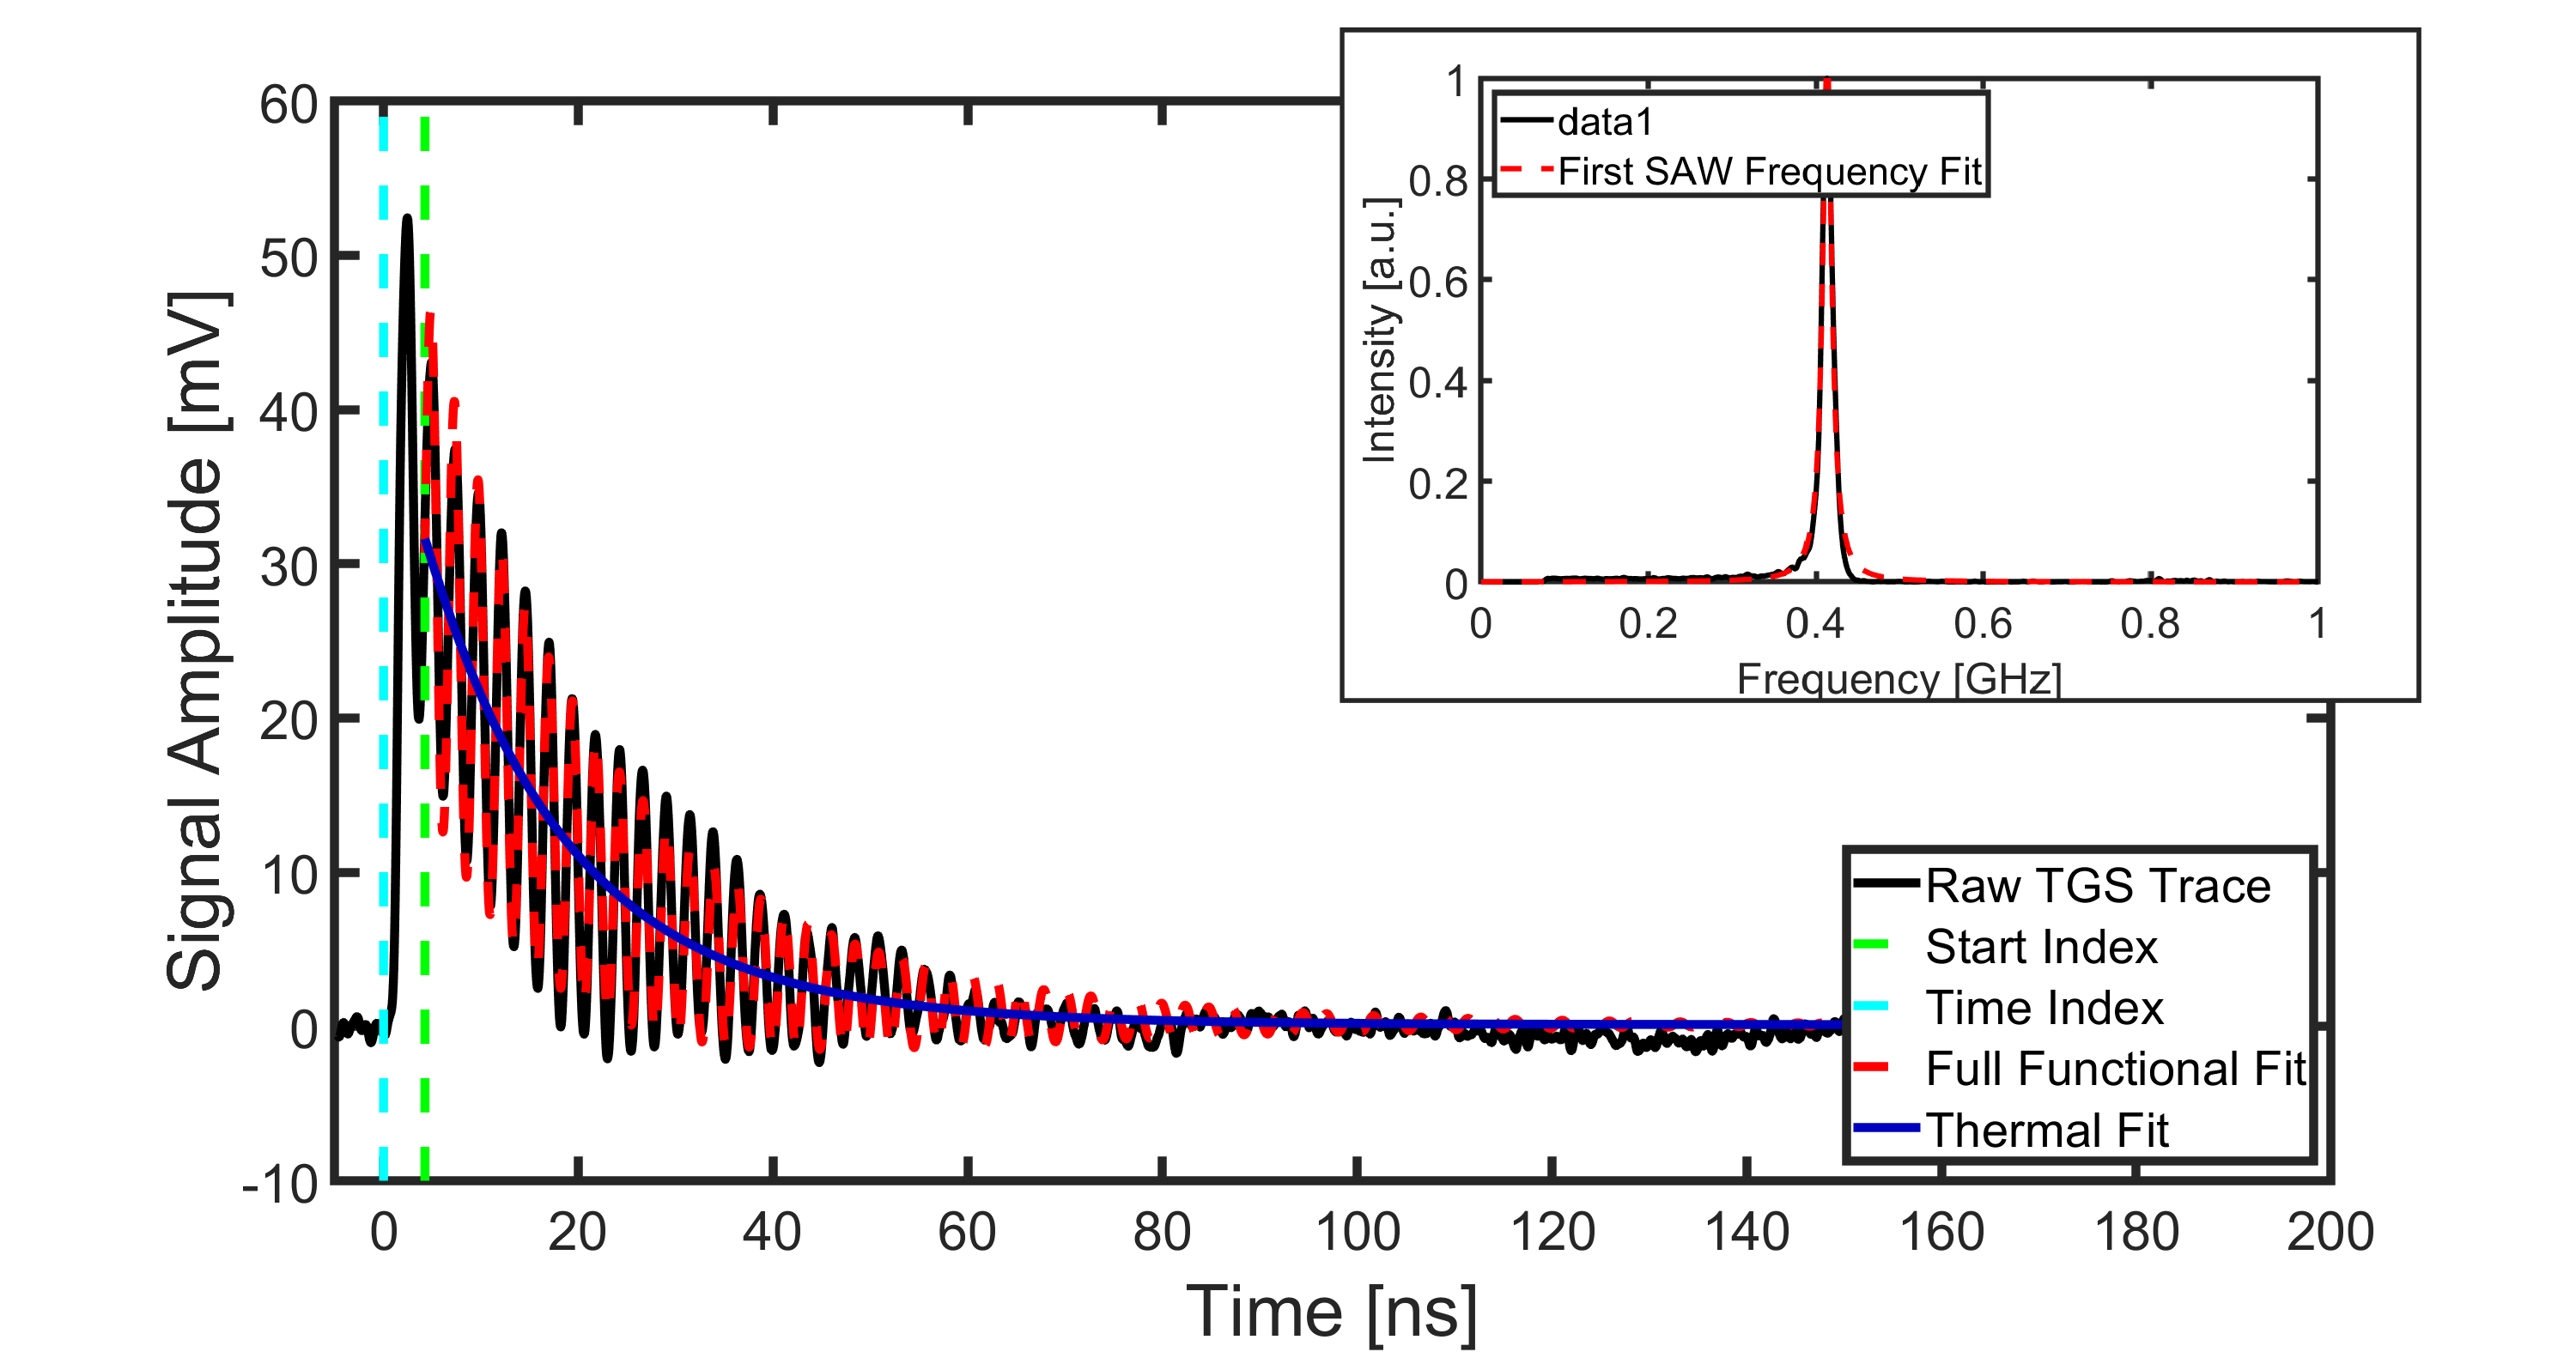 Signal Amplitude [mV]
60
50
40
30
20
10
0
-10
0 20 40 60 80 100 120 140 160 180 200
Time [ns]
Intensity [a.u.]
1
0.8
0.6
0.4
0.2
0
data1
First SAW Frequency Fit
0 0.2 0.4 0.6 0.8 1
Frequency [GHz]
Raw TGS Trace
Start Index
Time Index
Full Functional Fit
Thermal Fit